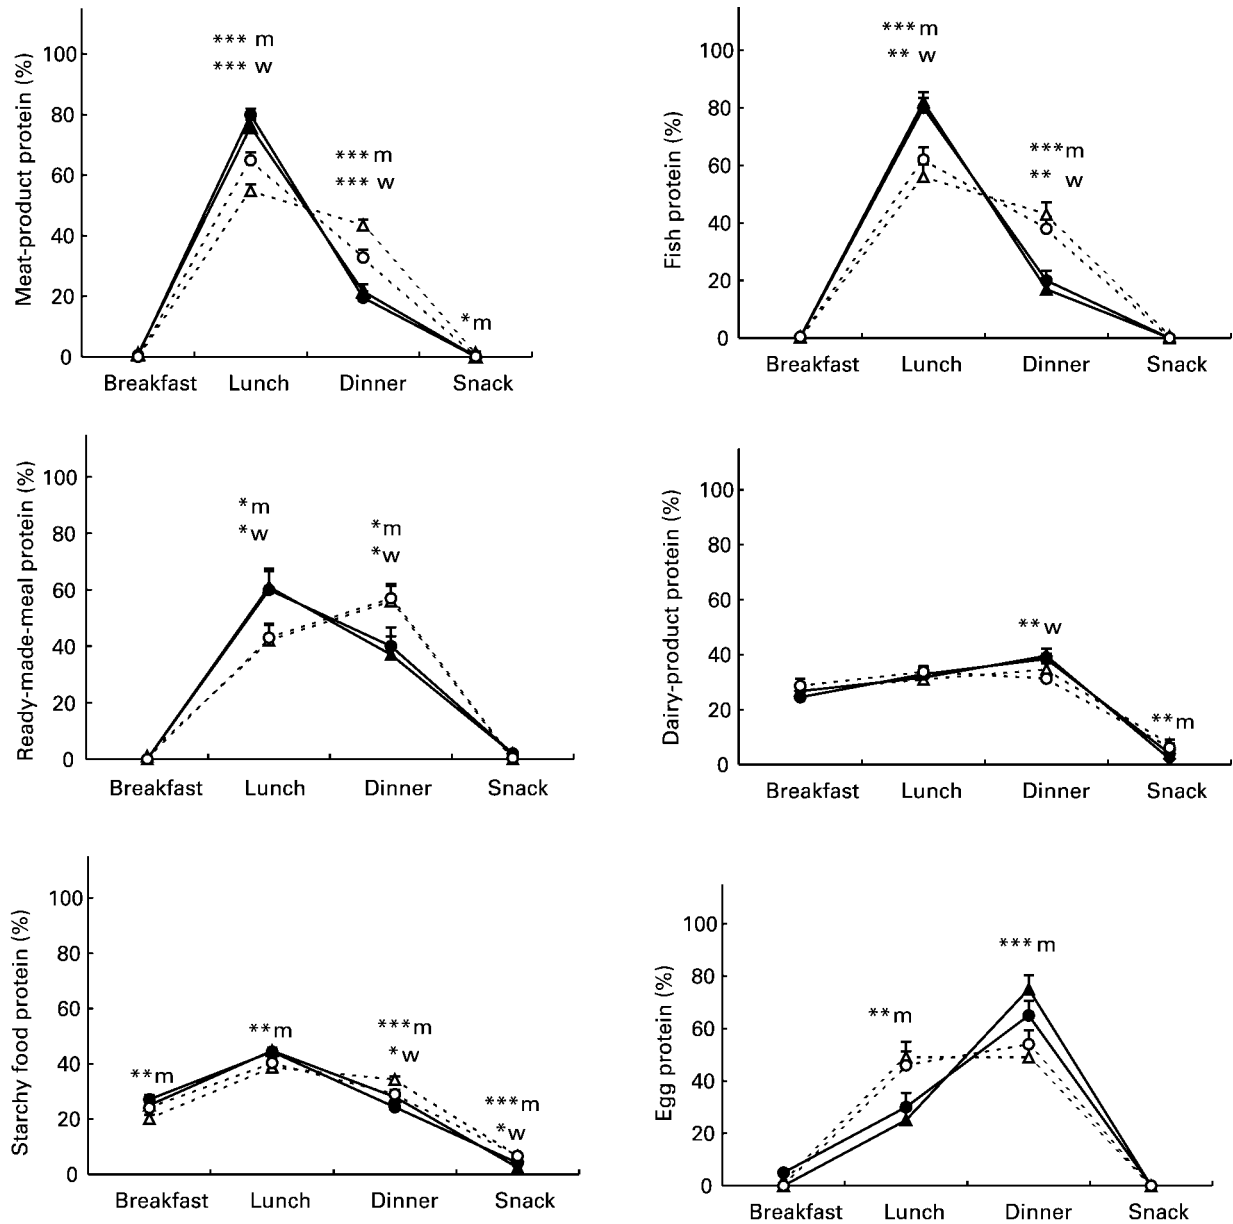 Meat-product protein (%)
100
80
60
40
20
0
*** m
*** w
*** m
*** w
* m
Breakfast Lunch Dinner Snack
Fish protein (%)
100
80
60
40
20
0
*** m
** w
*** m
** w
Breakfast Lunch Dinner Snack
Ready-made-meal protein (%)
100
80
60
40
20
0
* m
* w
* m
* w
Breakfast Lunch Dinner Snack
Dairy-product protein (%)
100
80
60
40
20
0
** w
** m
Breakfast Lunch Dinner Snack
Starchy food protein (%)
100
80
60
40
20
0
** m
** m
*** m
* w
*** m
* w
Breakfast Lunch Dinner Snack
Egg protein (%)
100
80
60
40
20
0
** m
*** m
Breakfast Lunch Dinner Snack